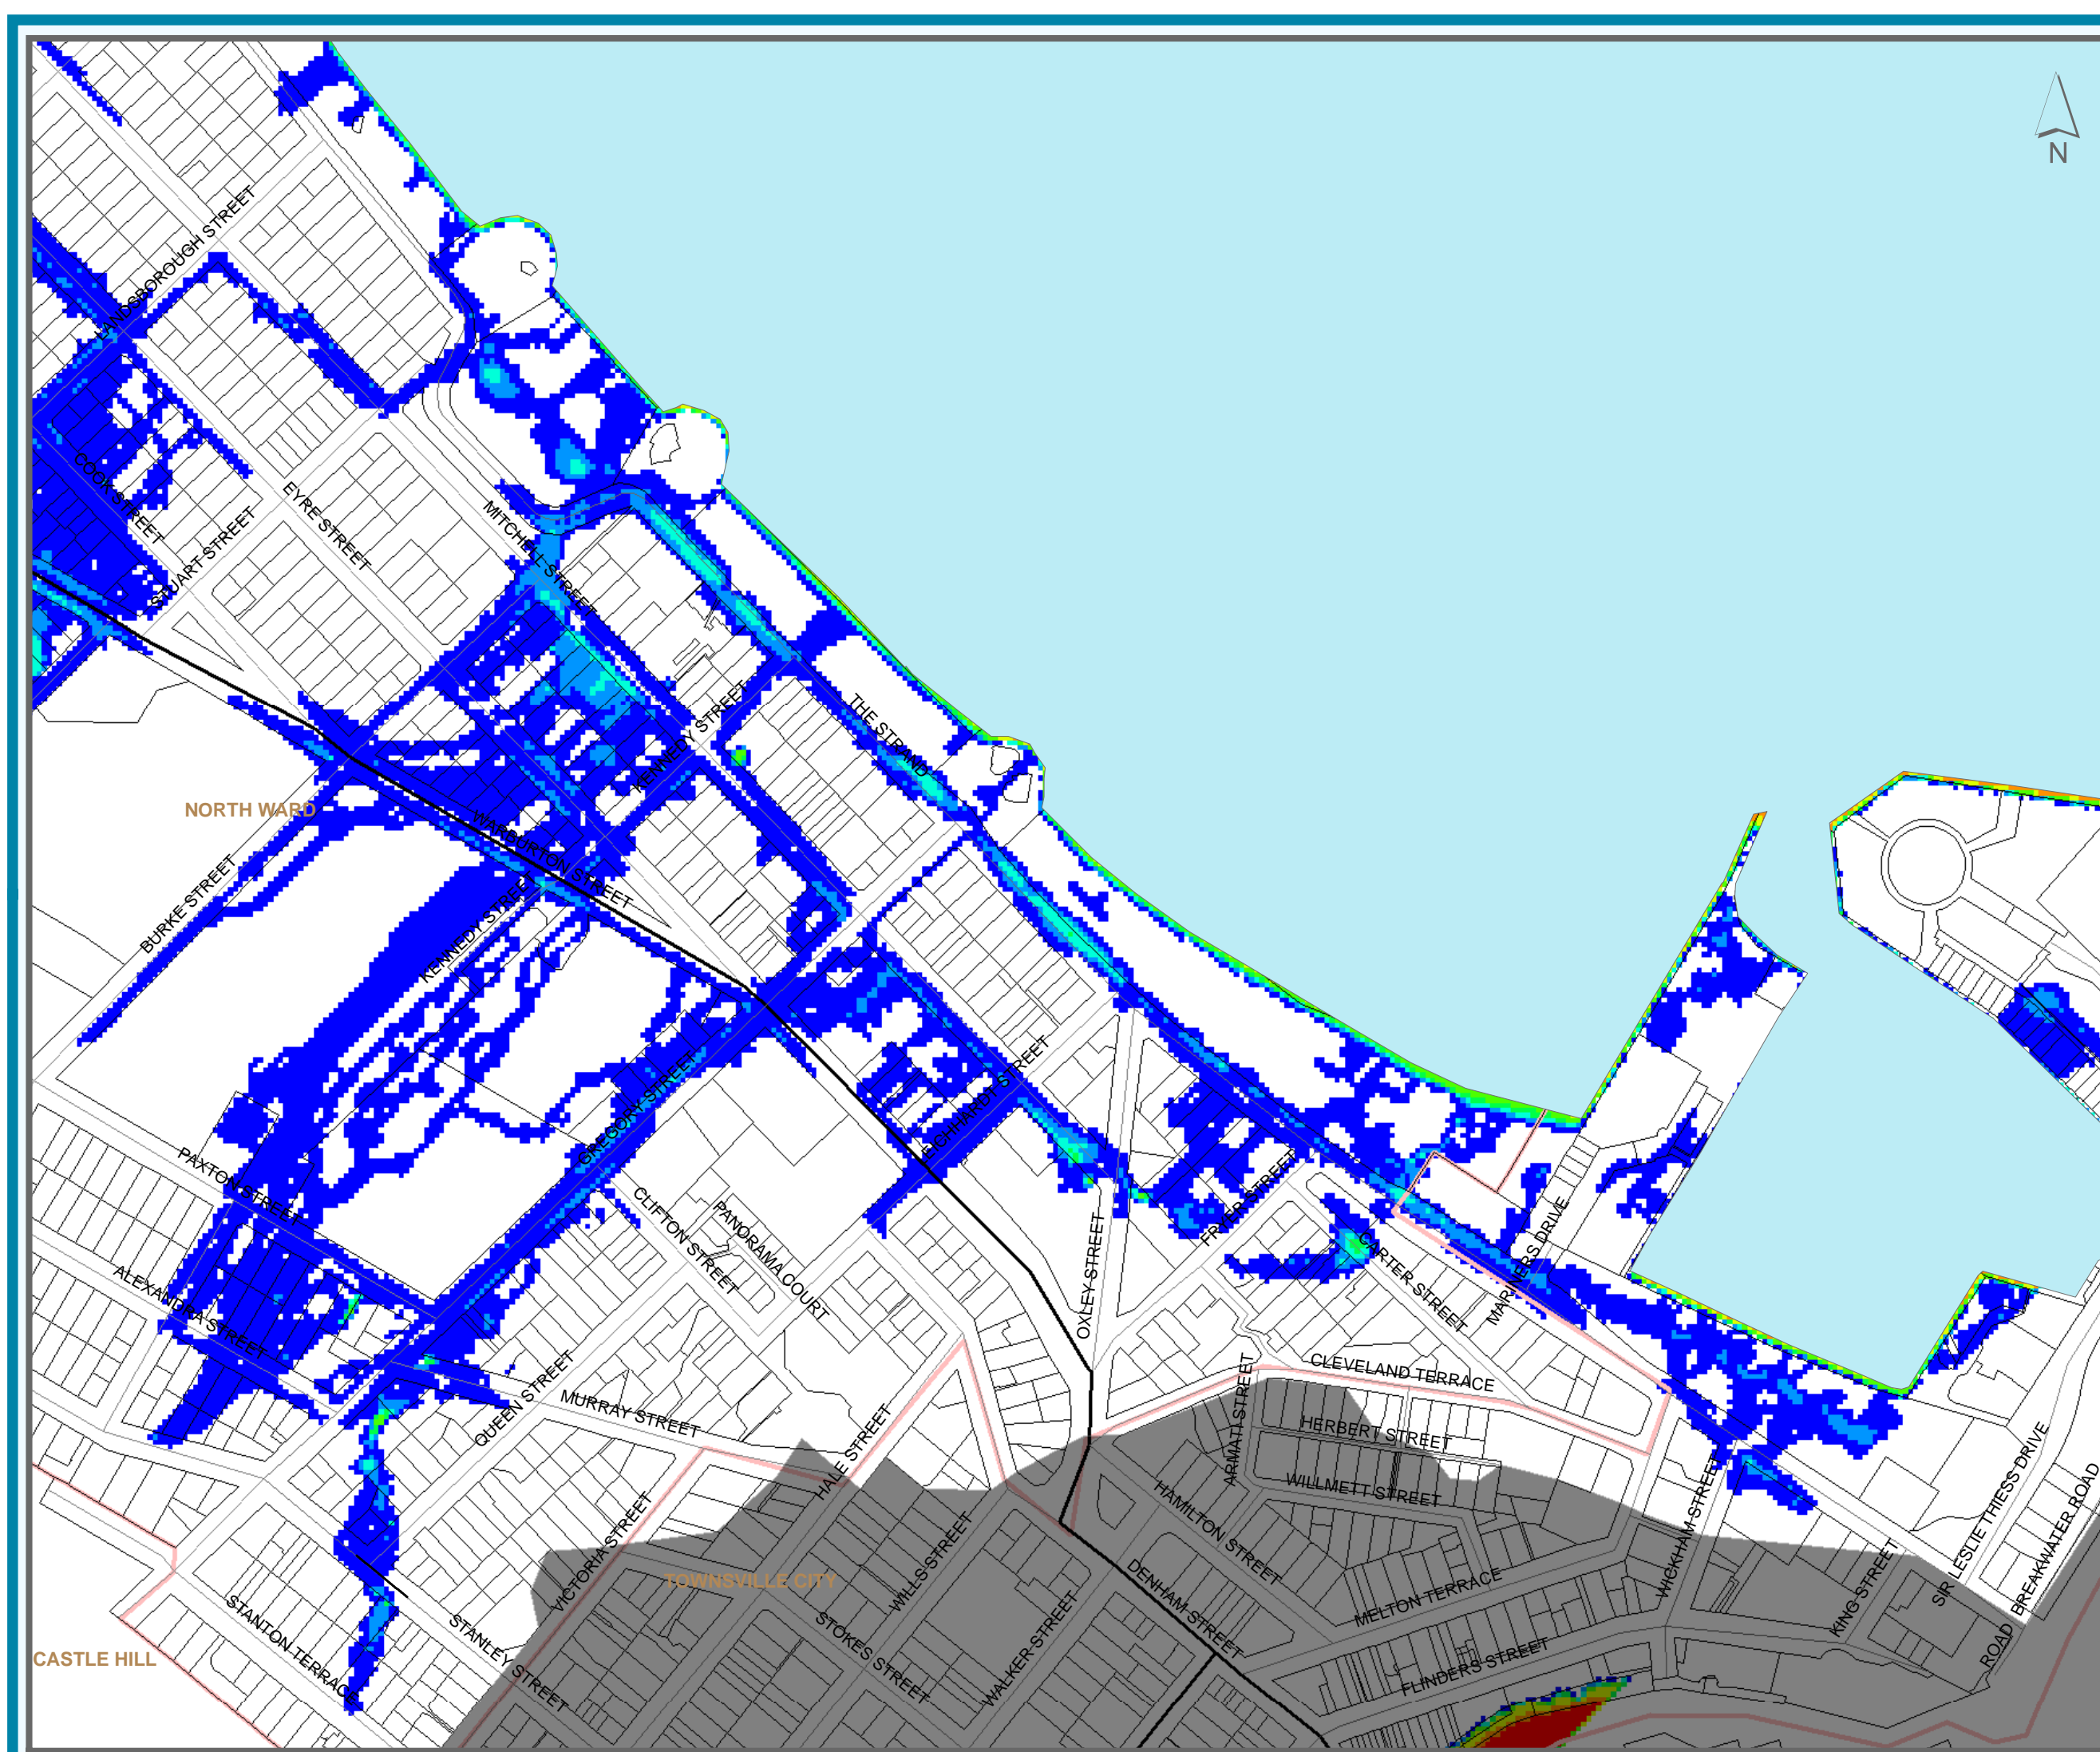 N
LANDSBOROUGH STREET
COOK STREET
STUART STREET
EYRE STREET
MITCHELL STREET
KENNEDY STREET
THE STRAND
NORTH WARD
WARBURTON STREET
BURKE STREET
KENNEDY STREET
GREGORY STREET
LEICHHARDT STREET
PAXTON STREET
CLIFTON STREET
PANORAMA COURT
FRYER STREET
OXLEY STREET
CARTER STREET
MARINERS DRIVE
ALEXANDRA STREET
QUEEN STREET
MURRAY STREET
HALE STREET
ARMATI STREET
CLEVELAND TERRACE
HERBERT STREET
WILLMETT STREET
HAMILTON STREET
WICKHAM STREET
SIR LESLIE THIESS DRIVE
BREAKWATER ROAD
KING STREET
ROAD
VICTORIA STREET
TOWNSVILLE CITY
WILLS STREET
DENHAM STREET
MELTON TERRACE
STANTON TERRACE
STANLEY STREET
STOKES STREET
WALKER STREET
FLINDERS STREET
CASTLE HILL